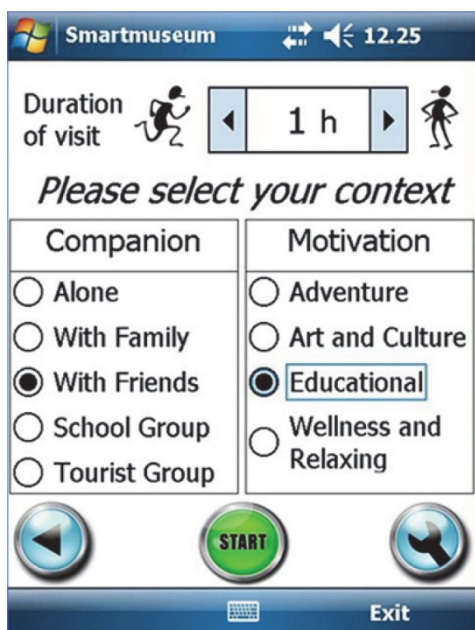 Smartmuseum 12.25
Duration
of visit
1 h
Please select your context
Companion
Alone
With Family
With Friends
School Group
Tourist Group
Motivation
Adventure
Art and Culture
Educational
Wellness and
Relaxing
START
Exit